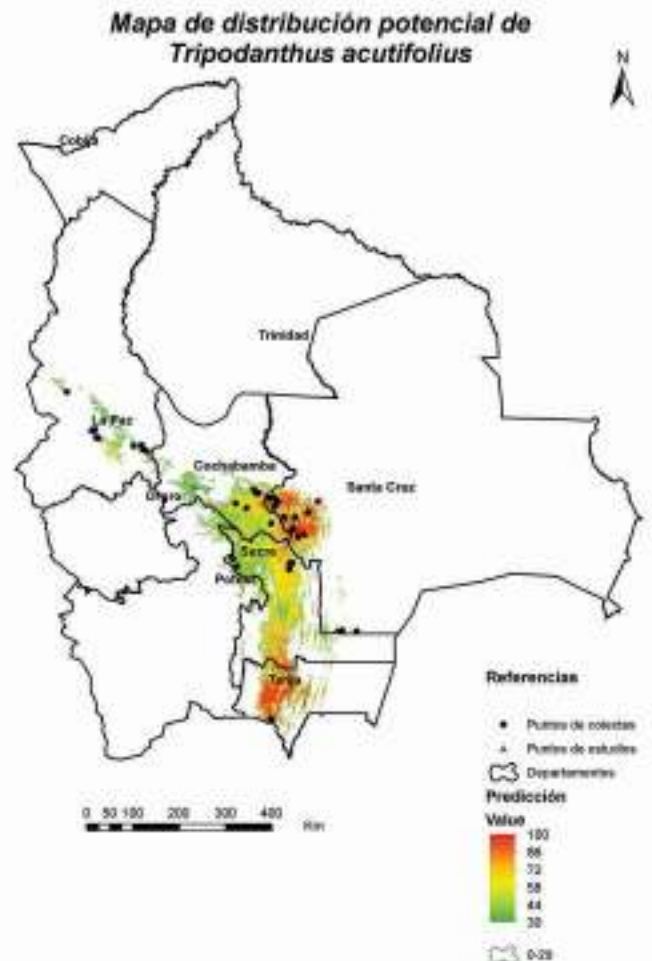 Mapa de distribución potencial de
Tripodanthus acutifolius
N
Cobija
Trinidad
La Paz
Cochabamba
Oruro
Santa Cruz
Sucre
Potosí
Tarija
Referencias
Puntos de colectas
Puntos de estudios
Departamentos
Predicción
Value
100
86
72
58
44
30
0-29
0 50 100 200 300 400
Km